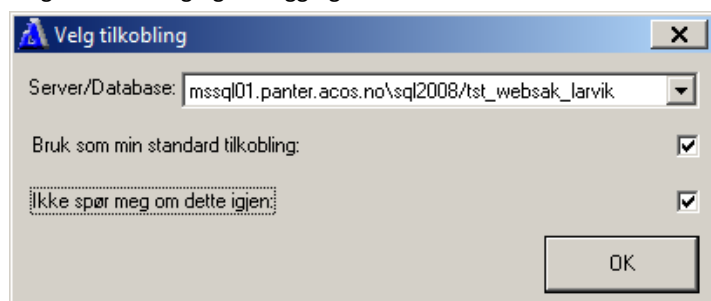 Velg tilkobling
Server/Database: mssql01.panter.acos.no\sql2008/tst_websak_larvik
Bruk som min standard tilkobling:
Ikke spør meg om dette igjen:
OK